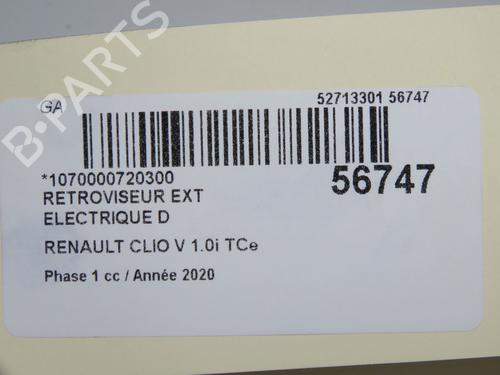 B-PARTS
GA
52713301 56747
*1070000720300
56747
RETROVISEUR EXT
ELECTRIQUE D
RENAULT CLIO V 1.0i TCe
Phase 1 cc / Année 2020